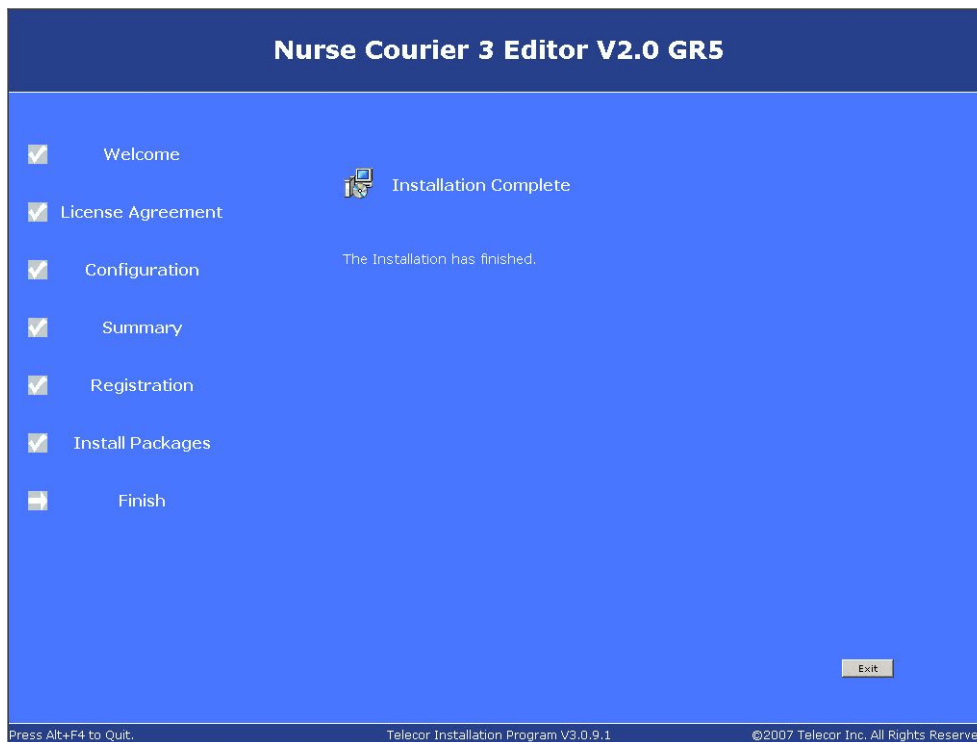 Nurse Courier 3 Editor V2.0 GR5
Welcome
License Agreement
Configuration
Summary
Registration
Install Packages
Finish
Installation Complete
The Installation has finished.
Exit
Press Alt+F4 to Quit.
Telecor Installation Program V3.0.9.1
©2007 Telecor Inc. All Rights Reserve